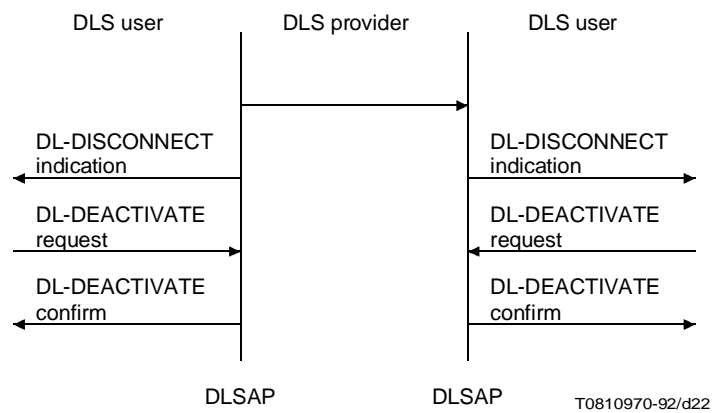 DLS user DLS provider DLS user
DL-DISCONNECT DL-DISCONNECT
indication indication
DL-DEACTIVATE DL-DEACTIVATE
request request
DL-DEACTIVATE DL-DEACTIVATE
confirm confirm
DLSAP DLSAP T0810970-92/d22